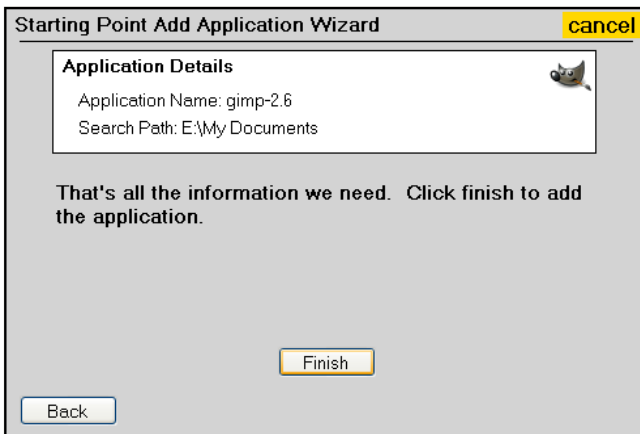 Starting Point Add Application Wizard
cancel
Application Details
Application Name: gimp-2.6
Search Path: E:\My Documents
That's all the information we need.  Click finish to add
the application.
Finish
Back